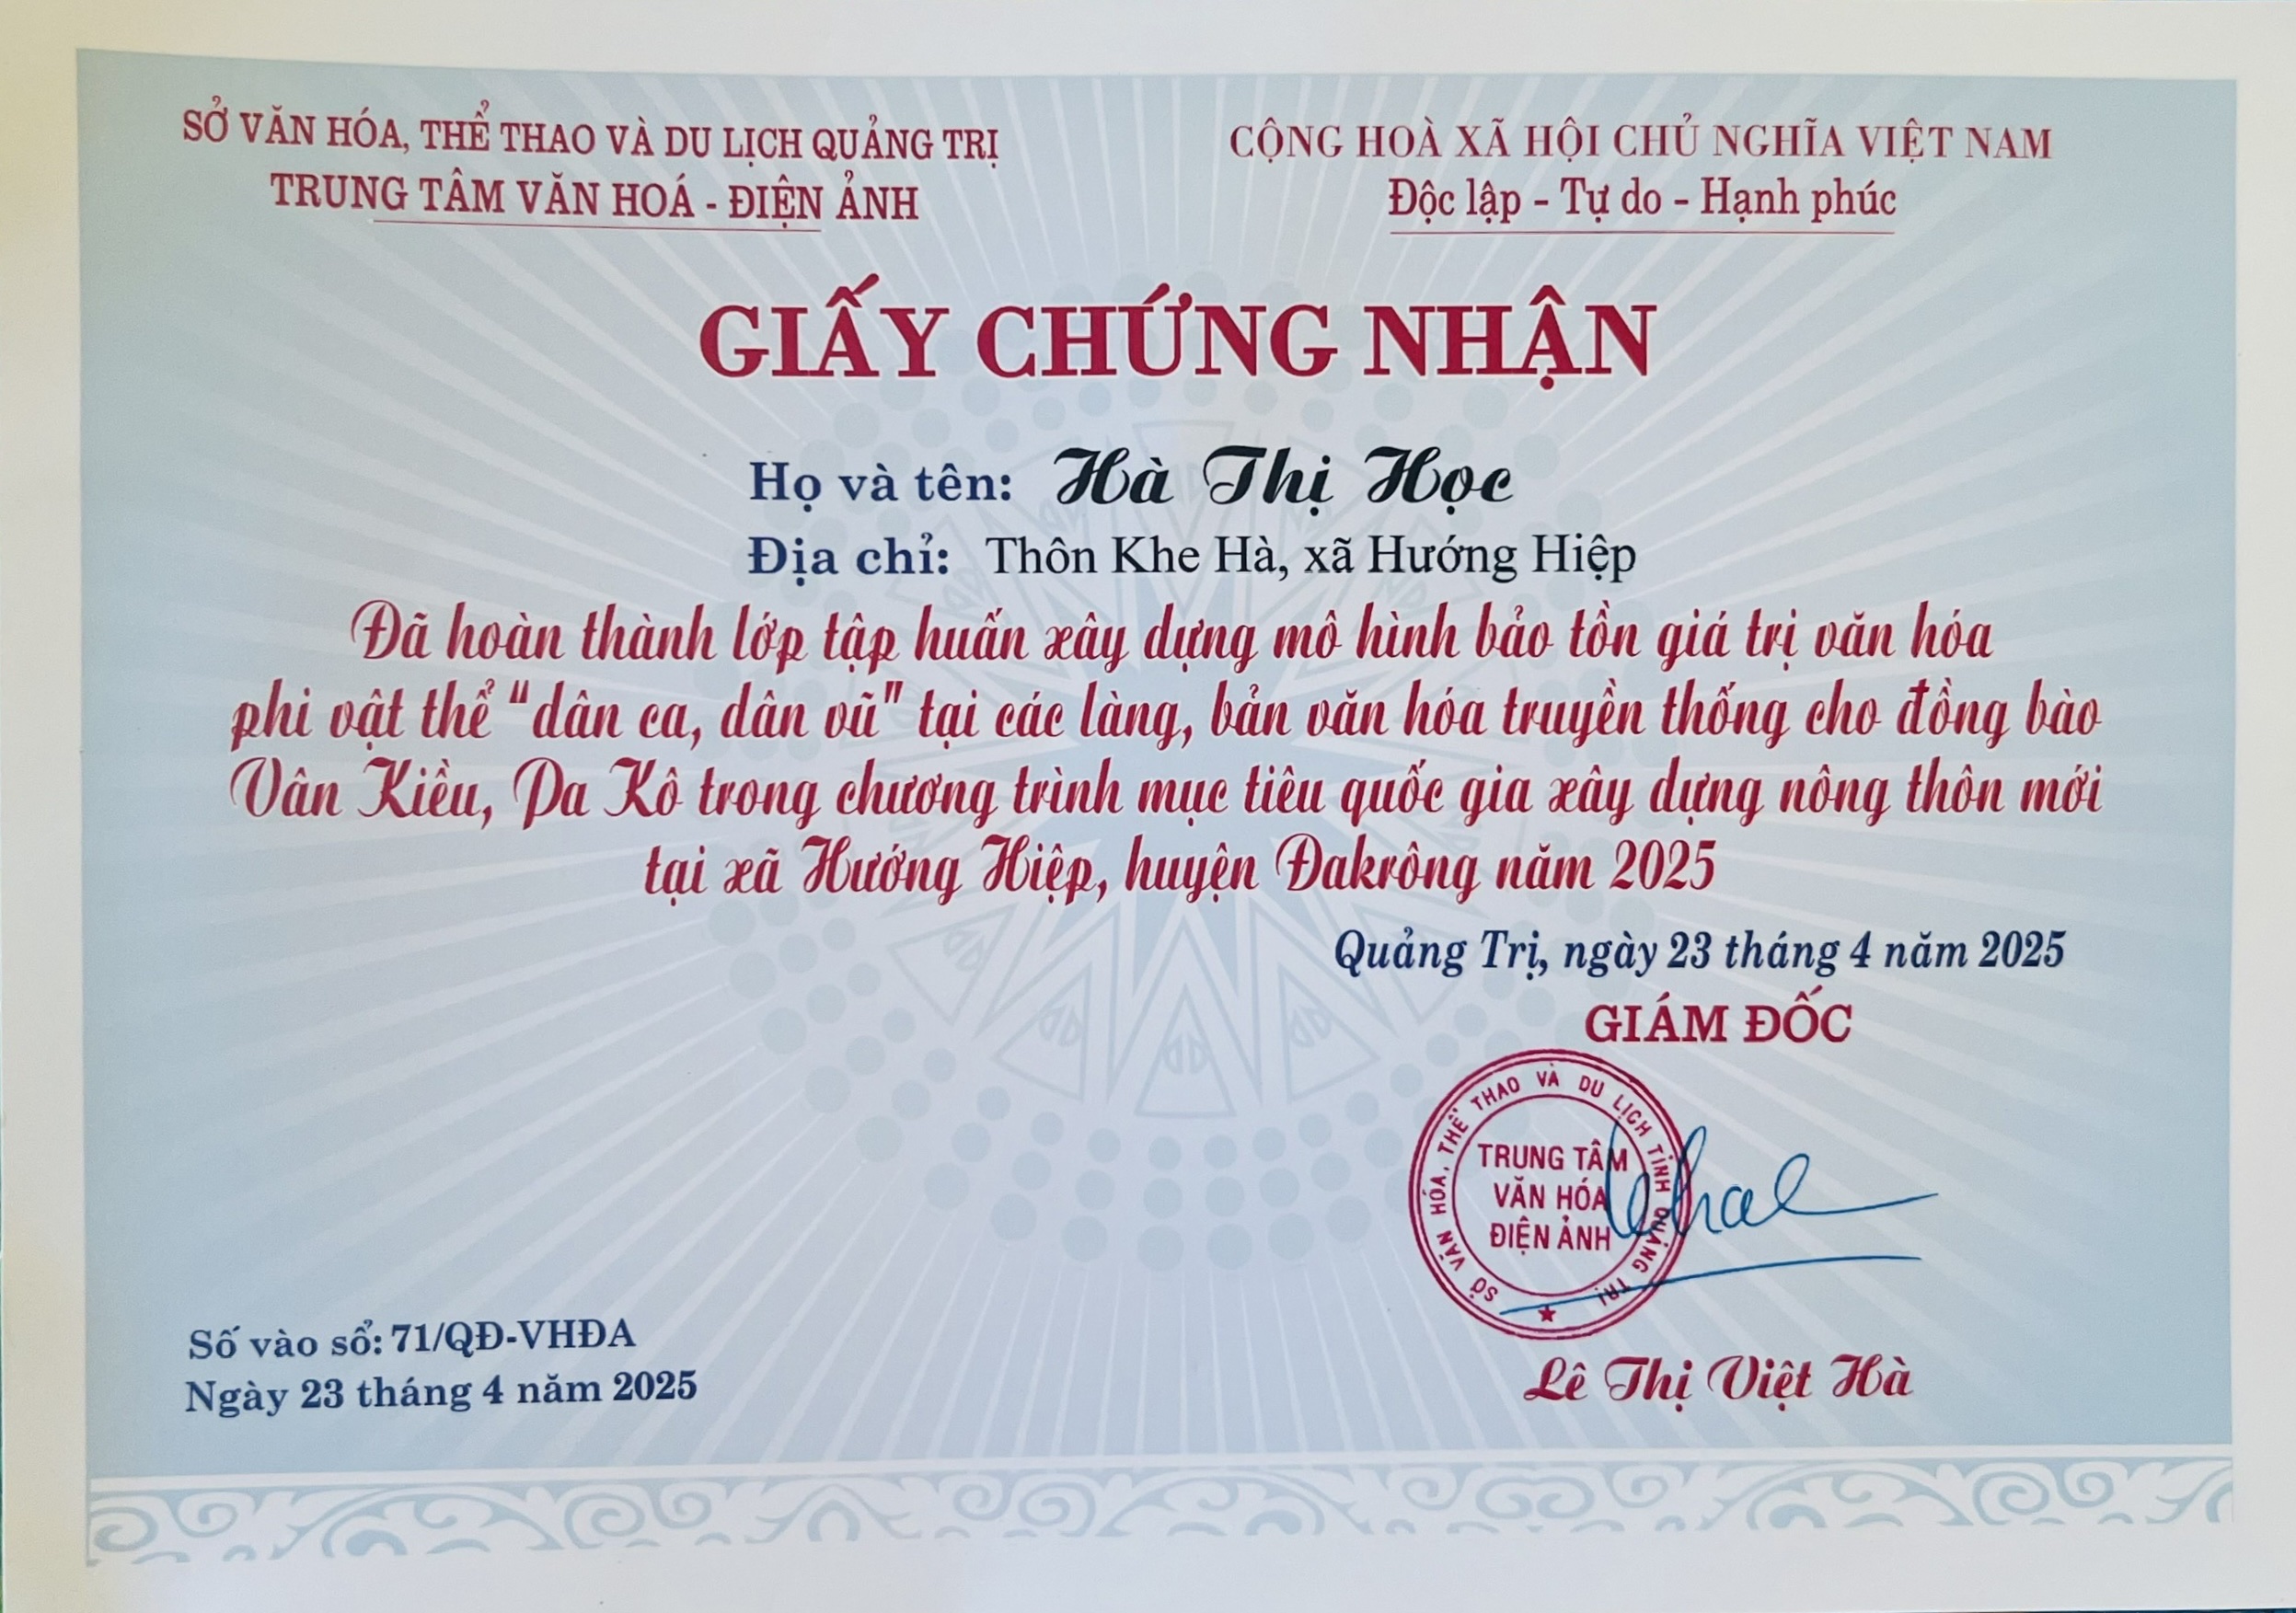 SỞ VĂN HÓA, THỂ THAO VÀ DU LỊCH QUẢNG TRỊ
TRUNG TÂM VĂN HOÁ - ĐIỆN ẢNH
CỘNG HOÀ XÃ HỘI CHỦ NGHĨA VIỆT NAM
Độc lập - Tự do - Hạnh phúc
GIẤY CHỨNG NHẬN
Họ và tên: Hà Thị Học
Địa chỉ: Thôn Khe Hà, xã Hướng Hiệp
Đã hoàn thành lớp tập huấn xây dựng mô hình bảo tồn giá trị văn hóa
phi vật thể "dân ca, dân vũ" tại các làng, bản văn hóa truyền thống cho đồng bào
Vân Kiều, Pa Kô trong chương trình mục tiêu quốc gia xây dựng nông thôn mới
tại xã Hướng Hiệp, huyện Đakrông năm 2025
Quảng Trị, ngày 23 tháng 4 năm 2025
GIÁM ĐỐC
SỞ VĂN HÓA, THỂ THAO VÀ DU LỊCH TỈNH QUẢNG TRỊ
TRUNG TÂM
VĂN HÓA
ĐIỆN ẢNH
Lê Thị Việt Hà
Số vào sổ: 71/QĐ-VHĐA
Ngày 23 tháng 4 năm 2025